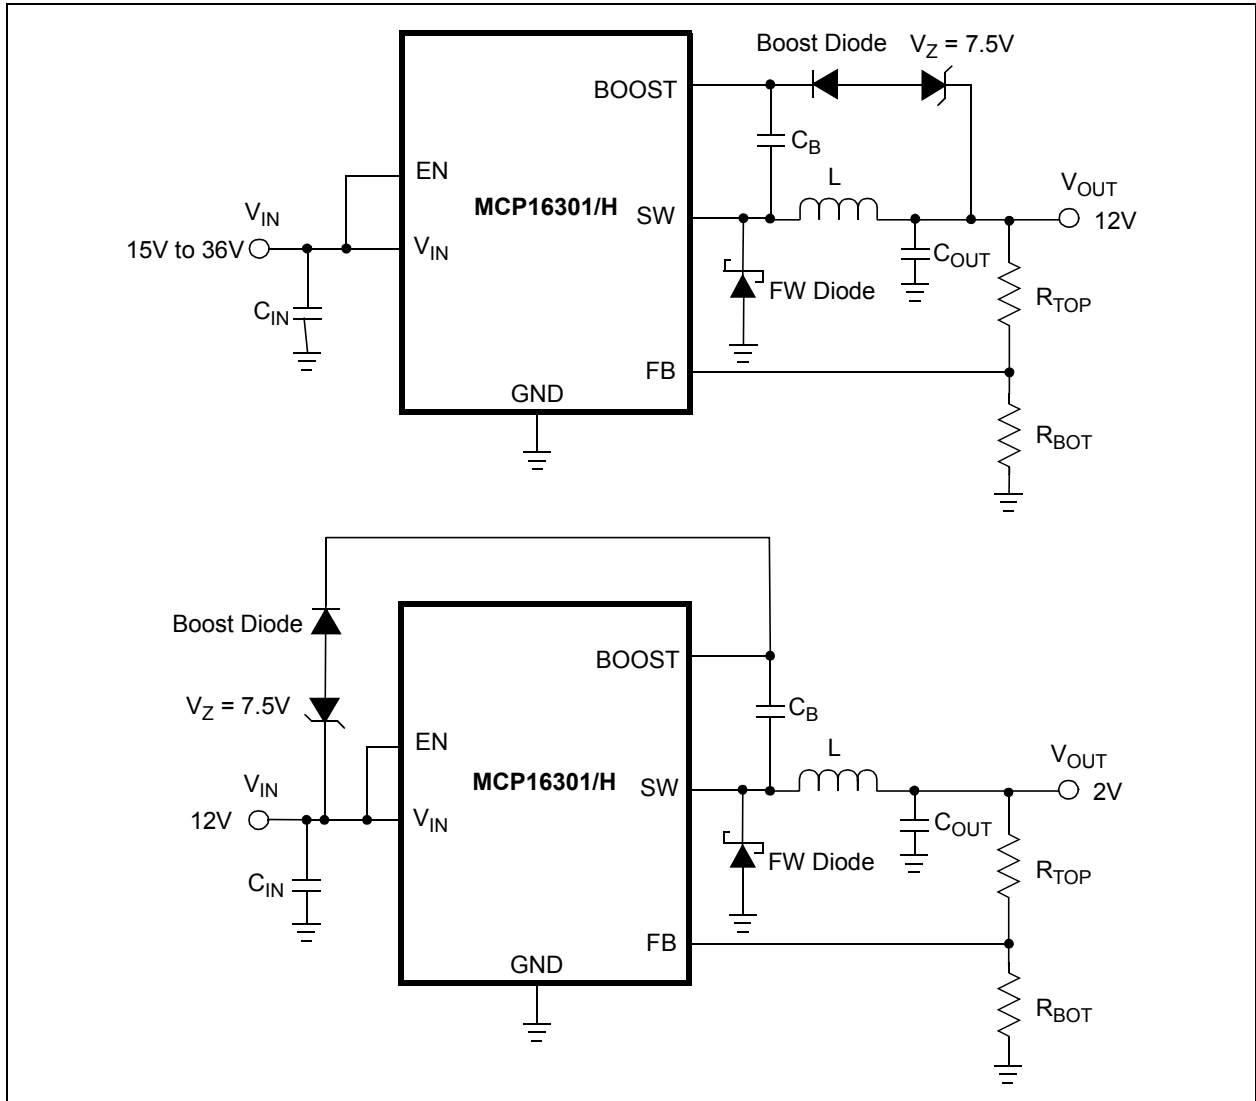 Boost Diode V_Z = 7.5V
BOOST
C_B
EN
L
V_OUT
V_IN
MCP16301/H
SW
12V
15V to 36V
V_IN
C_OUT
FW Diode
R_TOP
C_IN
FB
GND
R_BOT
Boost Diode
BOOST
V_Z = 7.5V
C_B
EN
L
V_OUT
V_IN
MCP16301/H
SW
2V
12V
V_IN
C_OUT
FW Diode
R_TOP
C_IN
FB
GND
R_BOT